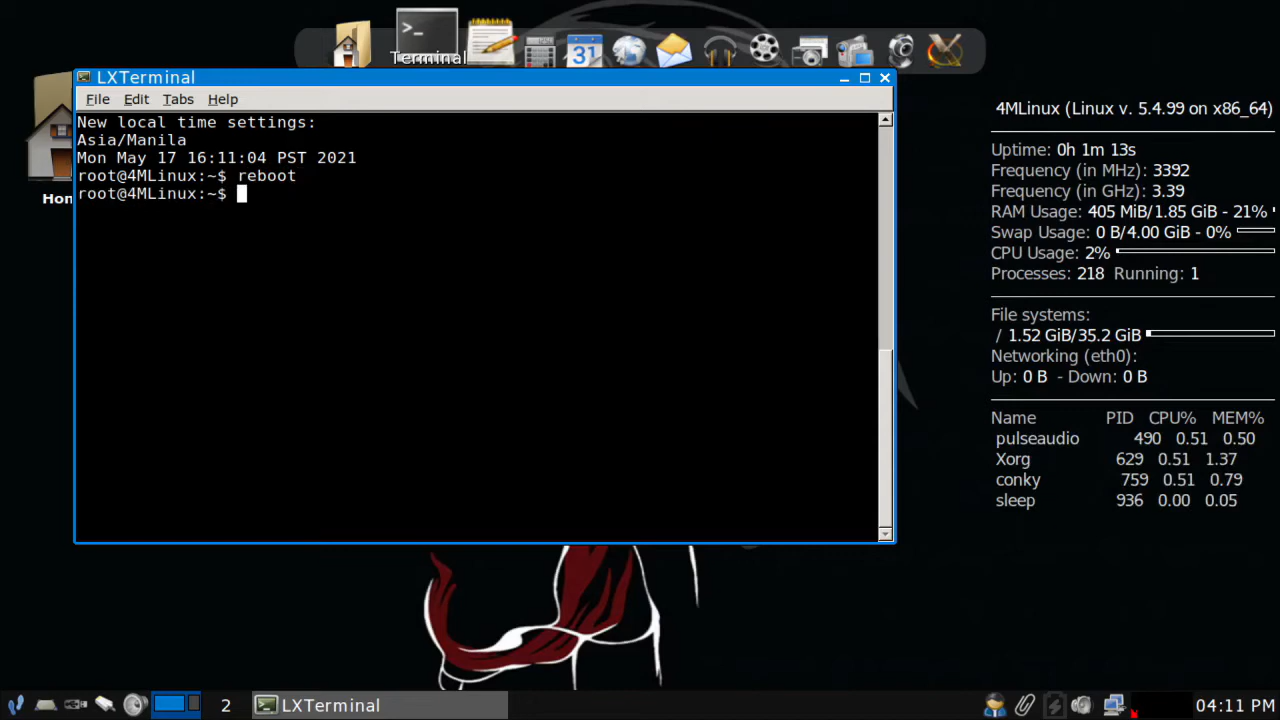 >_
31
Terminal
LXTerminal
File Edit Tabs Help
New local time settings:
Asia/Manila
Mon May 17 16:11:04 PST 2021
root@4MLinux:~$ reboot
root@4MLinux:~$
Hom
4MLinux (Linux v. 5.4.99 on x86_64)
Uptime: 0h 1m 13s
Frequency (in MHz): 3392
Frequency (in GHz): 3.39
RAM Usage: 405 MiB/1.85 GiB - 21%
Swap Usage: 0 B/4.00 GiB - 0%
CPU Usage: 2%
Processes: 218 Running: 1
File systems:
/ 1.52 GiB/35.2 GiB
Networking (eth0):
Up: 0 B - Down: 0 B
Name PID CPU% MEM%
pulseaudio 490 0.51 0.50
Xorg 629 0.51 1.37
conky 759 0.51 0.79
sleep 936 0.00 0.05
2 LXTerminal 04:11 PM